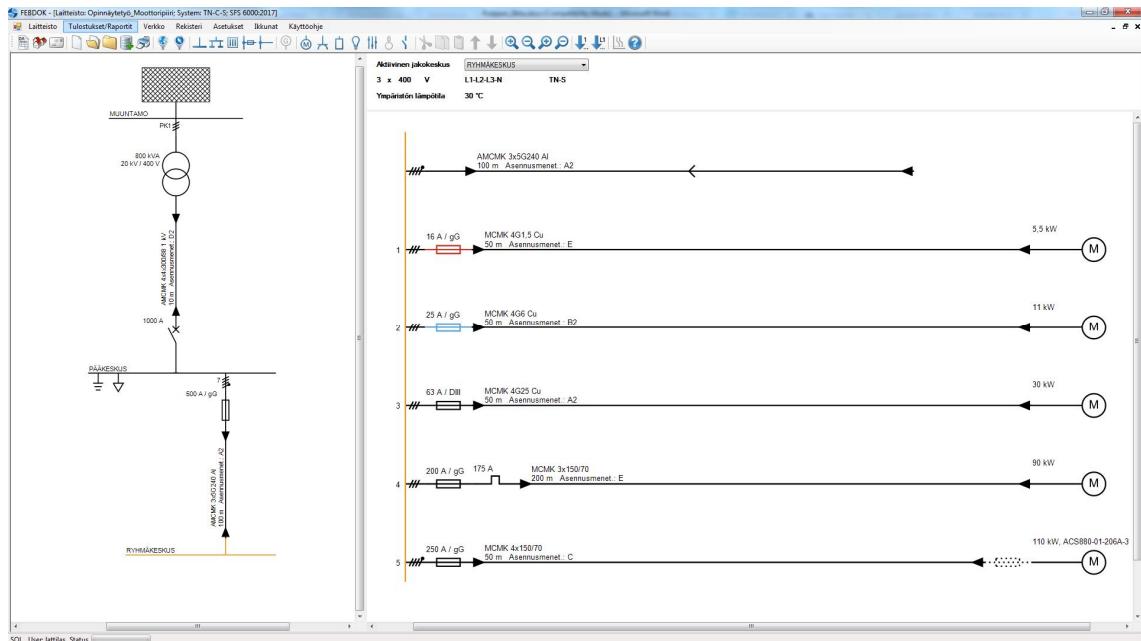 FEBDOK - [Laitteisto: Opinnäytetyö_Moottoripiiri; System: TN-C-S; SFS 6000:2017]
Laitteisto Tulostukset/Raportit Verkko Rekisteri Asetukset Ikkunat Käyttöohje
MUUNTAMO
PK1
800 kVA
20 kV / 400 V
AMCMK 4x4x300/88 1 kV
10 m Asennusmenet.: D2
1000 A
PÄÄKESKUS
7
500 A / gG
AMCMK 3x5G240 Al
100 m Asennusmenet.: A2
RYHMÄKESKUS
Aktiivinen jakokeskus RYHMÄKESKUS
3 x 400 V L1-L2-L3-N TN-S
Ympäristön lämpötila 30 °C
AMCMK 3x5G240 Al
100 m Asennusmenet.: A2
1 16 A / gG MCMK 4G1,5 Cu 5,5 kW
50 m Asennusmenet.: E
M
2 25 A / gG MCMK 4G6 Cu 11 kW
50 m Asennusmenet.: B2
M
3 63 A / DIII MCMK 4G25 Cu 30 kW
50 m Asennusmenet.: A2
M
4 200 A / gG 175 A MCMK 3x150/70 90 kW
200 m Asennusmenet.: E
M
5 250 A / gG MCMK 4x150/70 110 kW, ACS880-01-206A-3
50 m Asennusmenet.: C
M
SQL User: lattilas Status